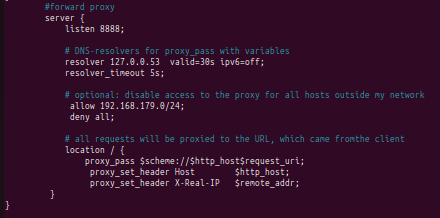 #forward proxy
server {
listen 8888;
# DNS-resolvers for proxy_pass with variables
resolver 127.0.0.53 valid=30s ipv6=off;
resolver_timeout 5s;
# optional: disable access to the proxy for all hosts outside my network
allow 192.168.179.0/24;
deny all;
# all requests will be proxied to the URL, which came fromthe client
location / {
proxy_pass $scheme://$http_host$request_uri;
proxy_set_header Host $http_host;
proxy_set_header X-Real-IP $remote_addr;
}
}